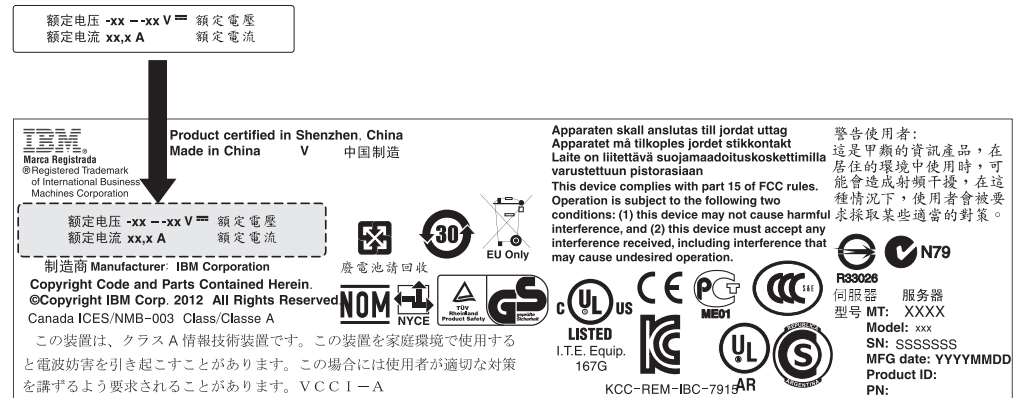 额定电压 -xx – -xx V 額定電壓
额定电流 xx,x A 額定電流
IBM®
Marca Registrada
® Registered Trademark
of International Business
Machines Corporation
Product certified in Shenzhen, China
Made in China V 中国制造
额定电压 -xx – -xx V 額定電壓
额定电流 xx,x A 額定電流
制造商 Manufacturer: IBM Corporation
Copyright Code and Parts Contained Herein.
©Copyright IBM Corp. 2012 All Rights Reserved
Canada ICES/NMB-003 Class/Classe A
この装置は、クラスA情報技術装置です。この装置を家庭環境で使用する
と電波妨害を引き起こすことがあります。この場合には使用者が適切な対策
を講ずるよう要求されることがあります。VCCI-A
廢電池請回收
30
EU Only
NOM
NYCE
TÜV
Rheinland
Product Safety
GS
geprüfte
Sicherheit
Apparaten skall anslutas till jordat uttag
Apparatet må tilkoples jordet stikkontakt
Laite on liitettävä suojamaadoituskoskettimilla
varustettuun pistorasiaan
This device complies with part 15 of FCC rules.
Operation is subject to the following two
conditions: (1) this device may not cause harmful
interference, and (2) this device must accept any
interference received, including interference that
may cause undesired operation.
C UL US
LISTED
I.T.E. Equip.
167G
CE
PCT
ME01
CCC S&E
KC
KCC-REM-IBC-7915
UL
AR
REPUBLICA
S
ARGENTINA
警告使用者:
這是甲類的資訊產品，在
居住的環境中使用時，可
能會造成射頻干擾，在這
種情況下，使用者會被要
求採取某些適當的對策。
R33026
N79
伺服器 服务器
型号 MT: XXXX
Model: xxx
SN: SSSSSSS
MFG date: YYYYMMDD
Product ID:
PN: